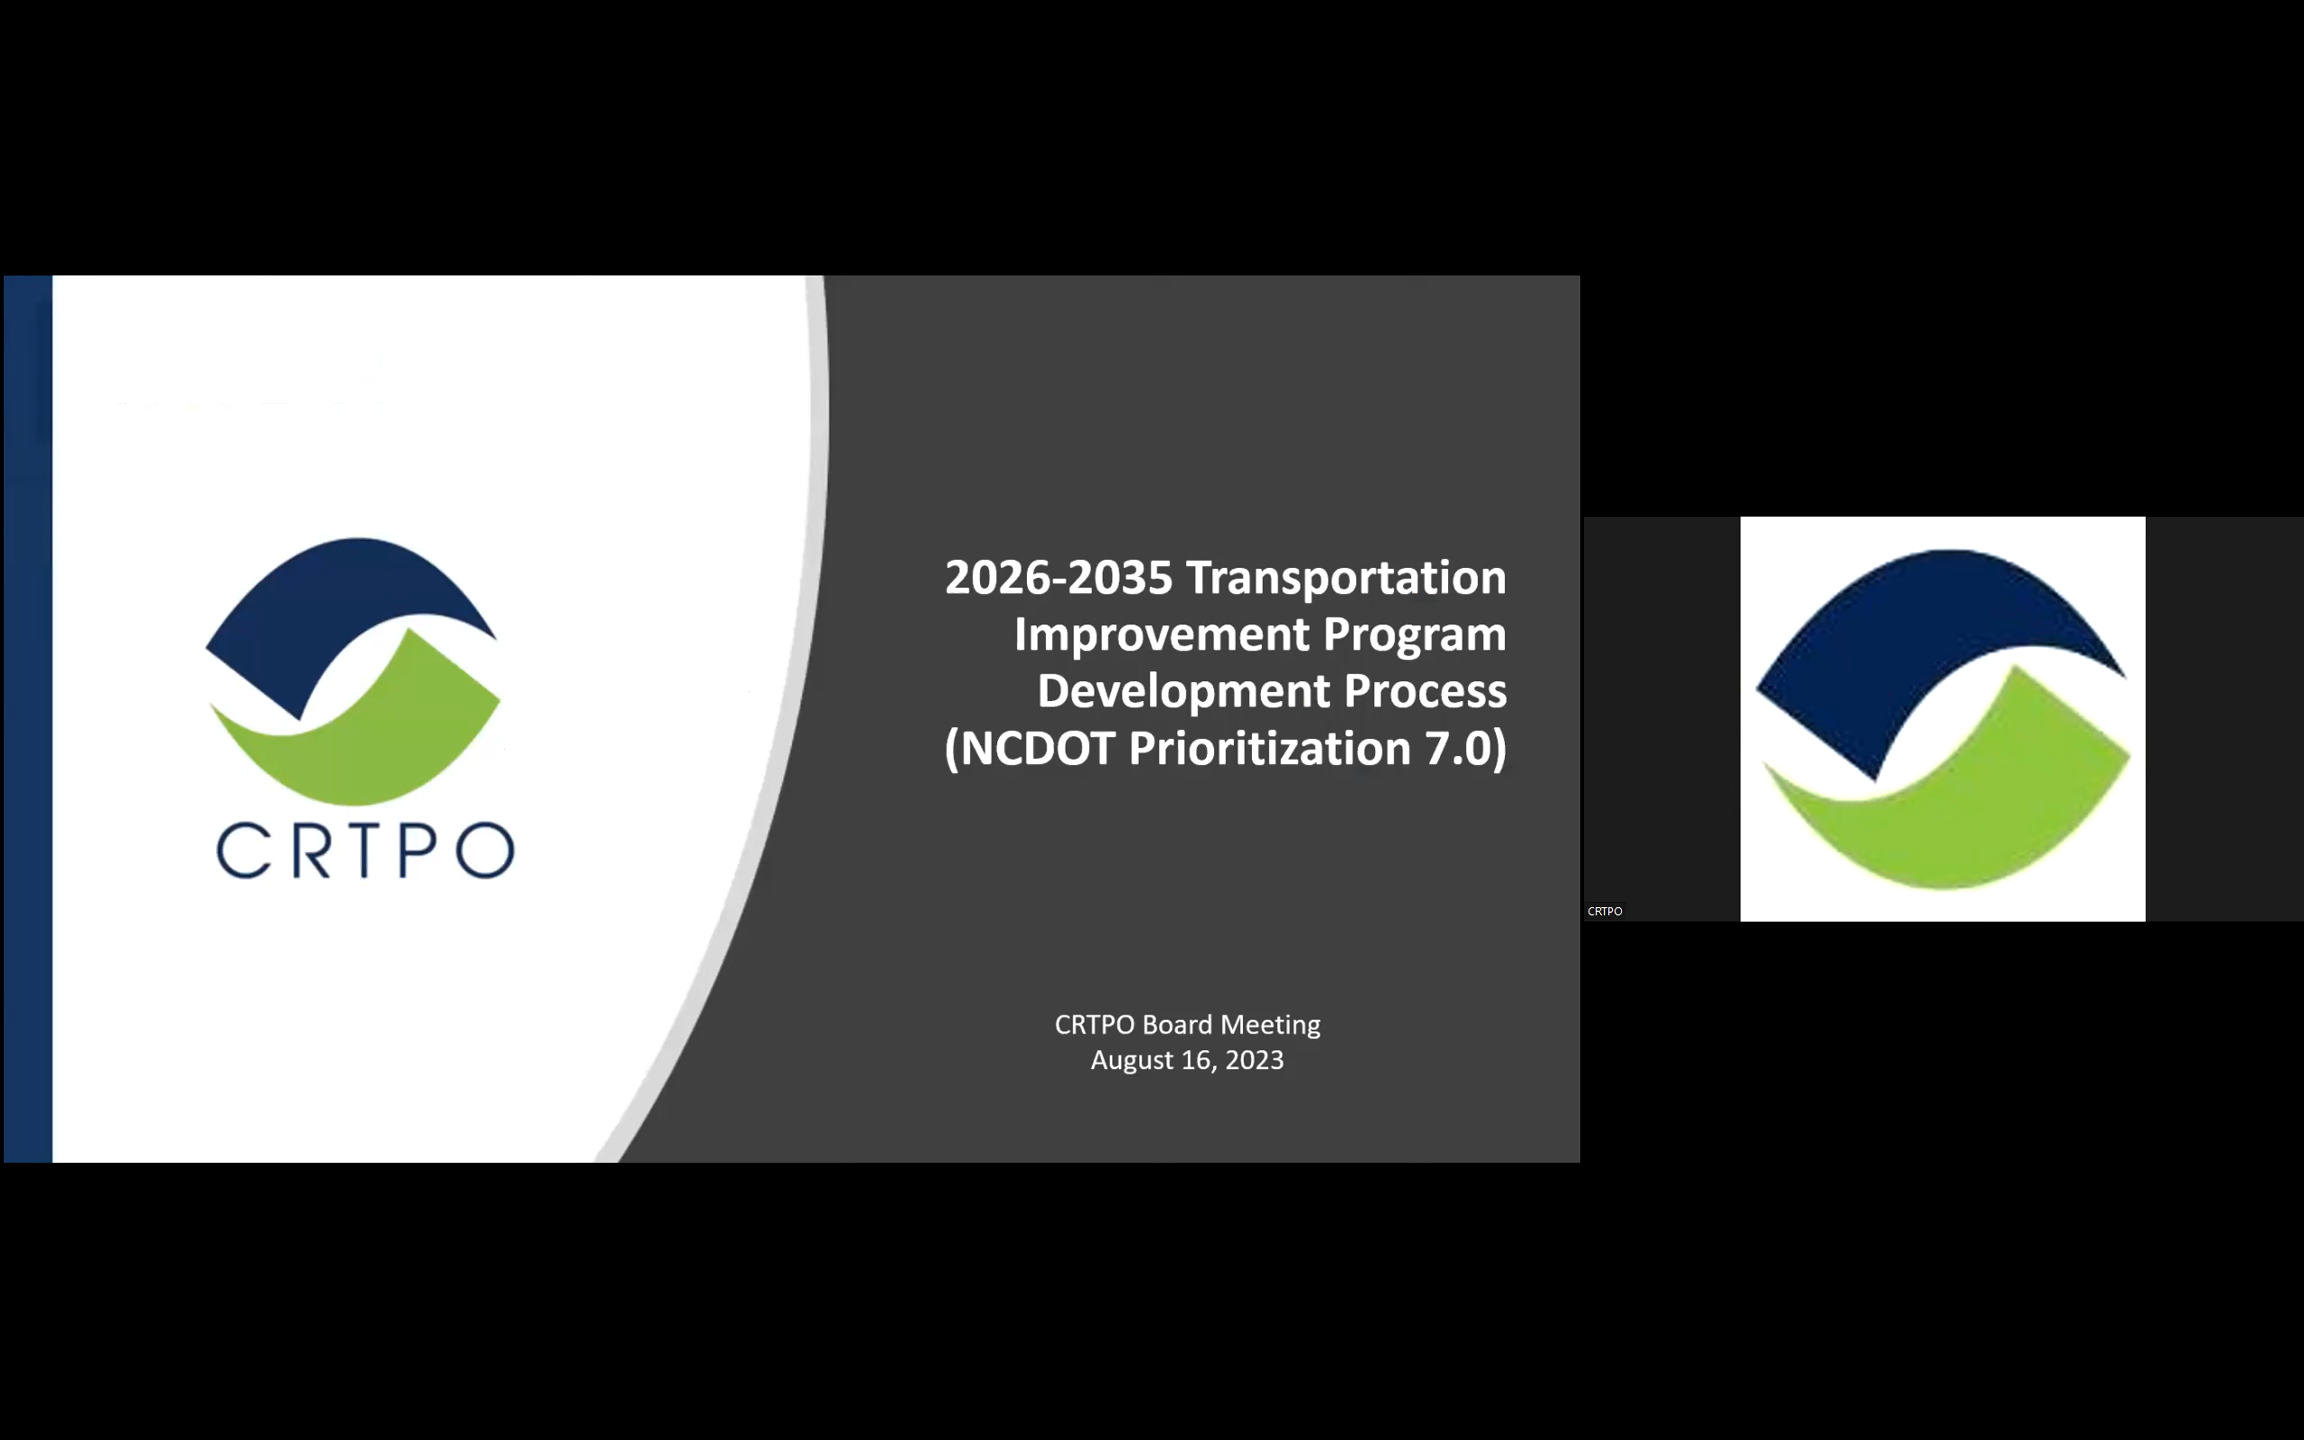 CRTPO
2026-2035 Transportation
Improvement Program
Development Process
(NCDOT Prioritization 7.0)
CRTPO Board Meeting
August 16, 2023
CRTPO